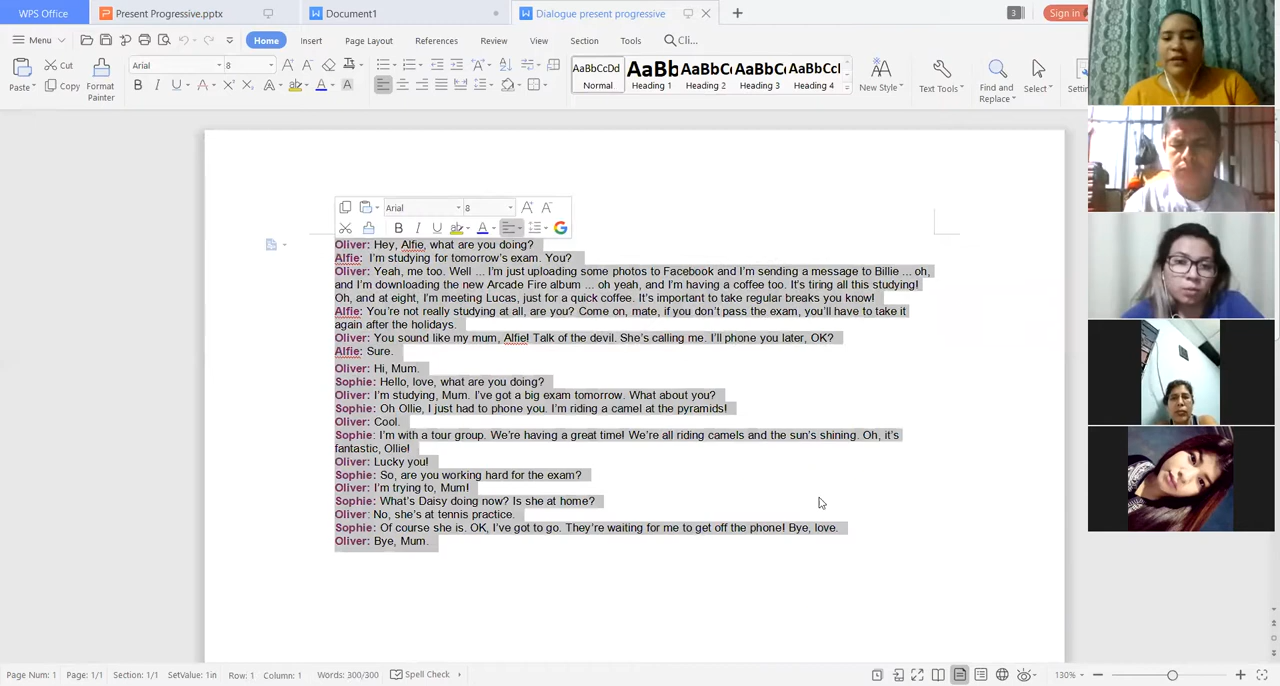 WPS Office
Present Progressive.pptx
Document1
Dialogue present progressive
3
Sign in
Menu
Home
Insert
Page Layout
References
Review
View
Section
Tools
Cli...
Paste
Cut
Copy
Format Painter
Arial
8
AaBbCcDd
Normal
AaBb
Heading 1
AaBbCc
Heading 2
AaBbCc
Heading 3
AaBbCcI
Heading 4
New Style
Text Tools
Find and Replace
Select
Arial
8
Oliver: Hey, Alfie, what are you doing?
Alfie: I'm studying for tomorrow's exam. You?
Oliver: Yeah, me too. Well ... I'm just uploading some photos to Facebook and I'm sending a message to Billie ... oh,
and I'm downloading the new Arcade Fire album ... oh yeah, and I'm having a coffee too. It's tiring all this studying!
Oh, and at eight, I'm meeting Lucas, just for a quick coffee. It's important to take regular breaks you know!
Alfie: You're not really studying at all, are you? Come on, mate, if you don't pass the exam, you'll have to take it
again after the holidays.
Oliver: You sound like my mum, Alfie! Talk of the devil. She's calling me. I'll phone you later, OK?
Alfie: Sure.
Oliver: Hi, Mum.
Sophie: Hello, love, what are you doing?
Oliver: I'm studying, Mum. I've got a big exam tomorrow. What about you?
Sophie: Oh Ollie, I just had to phone you. I'm riding a camel at the pyramids!
Oliver: Cool.
Sophie: I'm with a tour group. We're having a great time! We're all riding camels and the sun's shining. Oh, it's
fantastic, Ollie!
Oliver: Lucky you!
Sophie: So, are you working hard for the exam?
Oliver: I'm trying to, Mum!
Sophie: What's Daisy doing now? Is she at home?
Oliver: No, she's at tennis practice.
Sophie: Of course she is. OK, I've got to go. They're waiting for me to get off the phone! Bye, love.
Oliver: Bye, Mum.
Page Num: 1
Page: 1/1
Section: 1/1
SetValue: 1in
Row: 1
Column: 1
Words: 300/300
Spell Check
130%